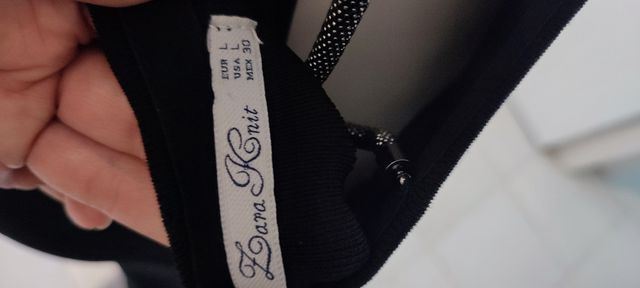 Zara Knit
EUR L
USA L
MEX 30